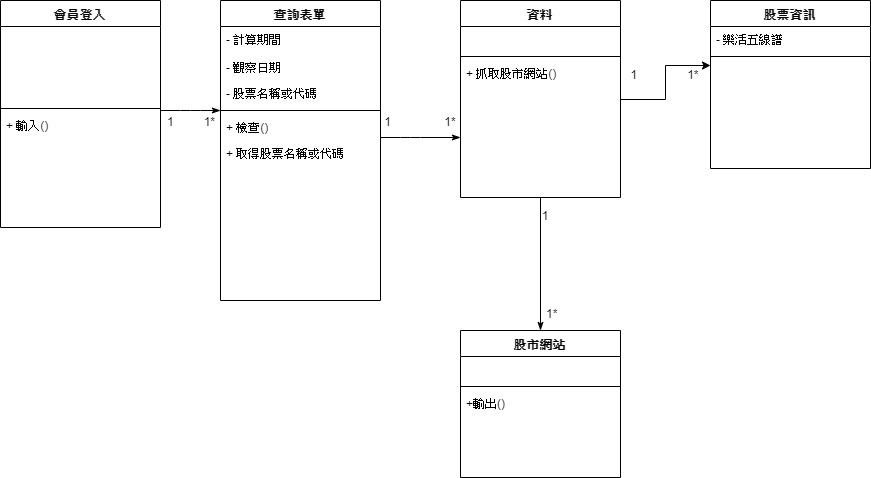 會員登入
+ 輸入()
1
1*
查詢表單
- 計算期間
- 觀察日期
- 股票名稱或代碼
+ 檢查()
+ 取得股票名稱或代碼
1
1*
資料
+ 抓取股市網站()
1
1*
股票資訊
- 樂活五線譜
1
1*
股市網站
+輸出()